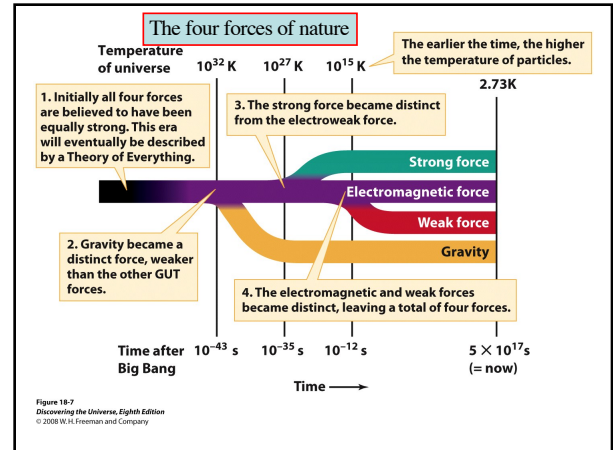 The four forces of nature
Temperature
of universe
10³² K
10²⁷ K
10¹⁵ K
The earlier the time, the higher
the temperature of particles.
2.73K
1. Initially all four forces
are believed to have been
equally strong. This era
will eventually be described
by a Theory of Everything.
3. The strong force became distinct
from the electroweak force.
Strong force
Electromagnetic force
Weak force
Gravity
2. Gravity became a
distinct force, weaker
than the other GUT
forces.
4. The electromagnetic and weak forces
became distinct, leaving a total of four forces.
Time after
Big Bang
10⁻⁴³ s
10⁻³⁵ s
10⁻¹² s
5 × 10¹⁷s
(= now)
Time →
Figure 18-7
Discovering the Universe, Eighth Edition
© 2008 W. H. Freeman and Company